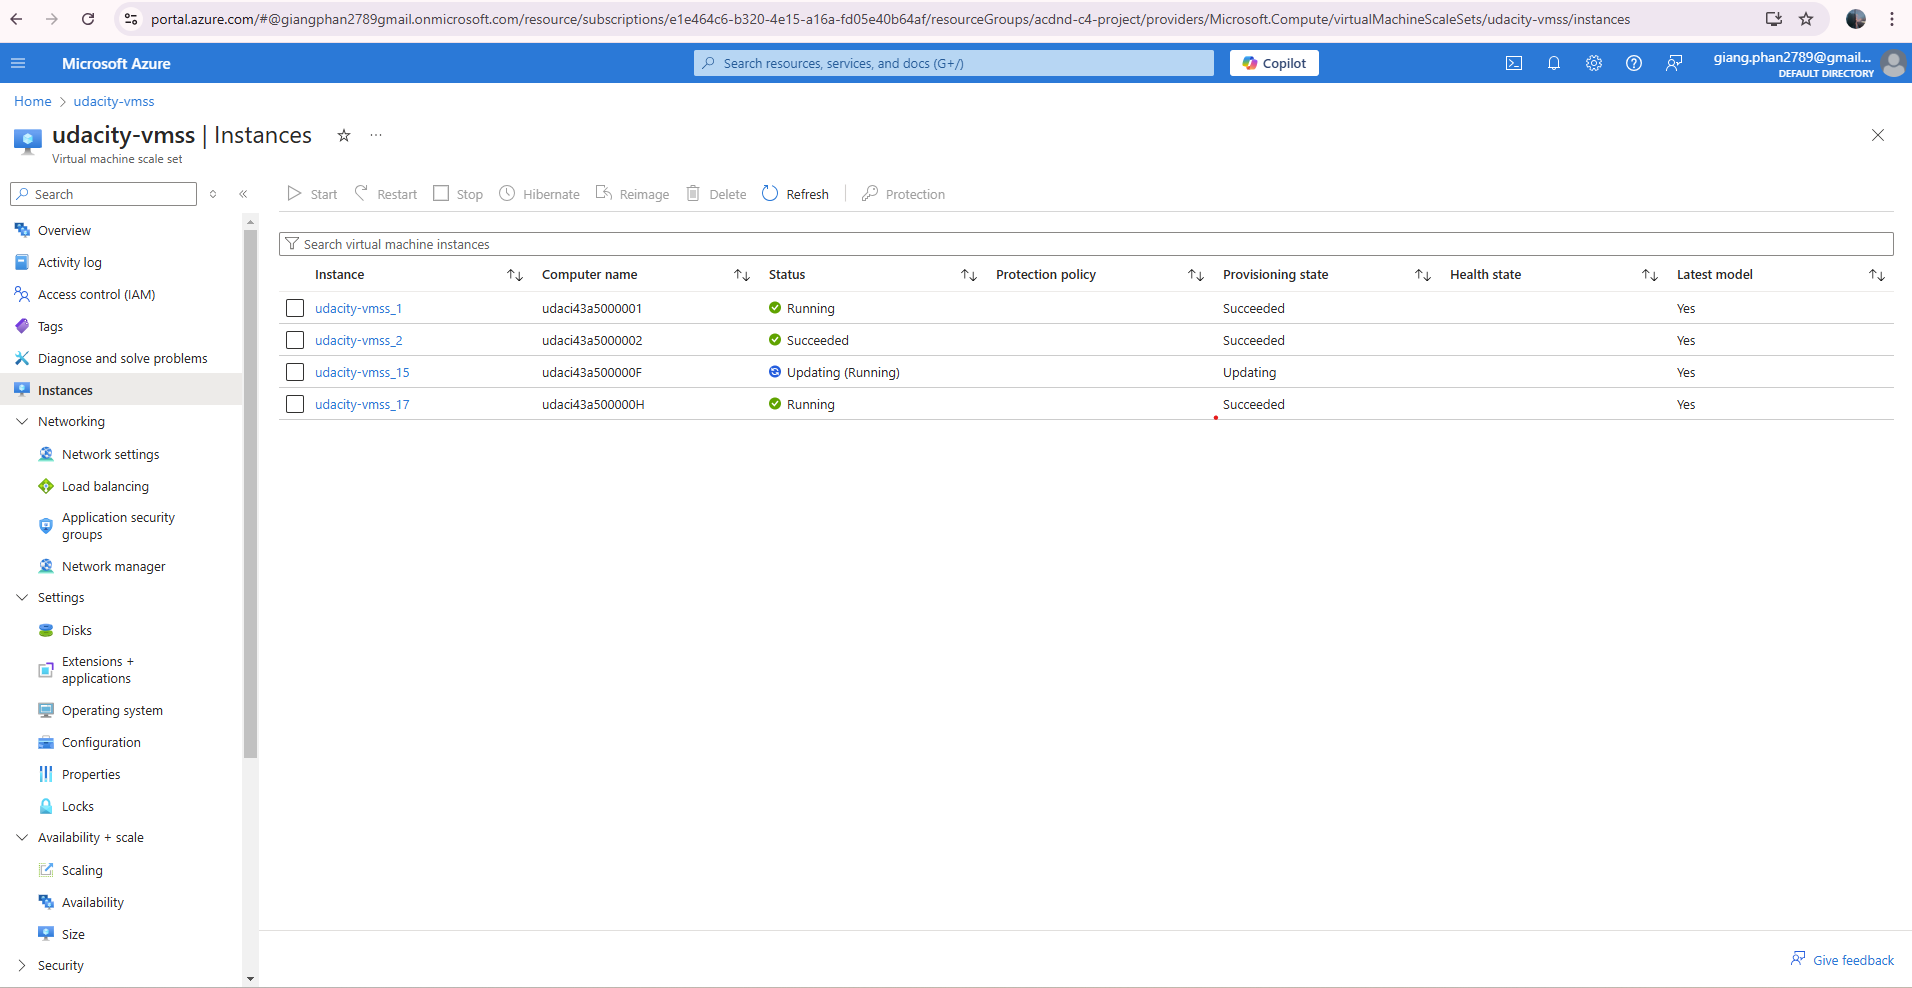 portal.azure.com/#@giangphan2789gmail.onmicrosoft.com/resource/subscriptions/e1e464c6-b320-4e15-a16a-fd05e40b64af/resourceGroups/acdnd-c4-project/providers/Microsoft.Compute/virtualMachineScaleSets/udacity-vmss/instances
Microsoft Azure
Search resources, services, and docs (G+/)
Copilot
giang.phan2789@gmail...
DEFAULT DIRECTORY
Home > udacity-vmss
udacity-vmss | Instances
Virtual machine scale set
Search
Start Restart Stop Hibernate Reimage Delete Refresh Protection
Search virtual machine instances
Instance Computer name Status Protection policy Provisioning state Health state Latest model
udacity-vmss_1 udaci43a5000001 Running Succeeded Yes
udacity-vmss_2 udaci43a5000002 Succeeded Succeeded Yes
udacity-vmss_15 udaci43a500000F Updating (Running) Updating Yes
udacity-vmss_17 udaci43a500000H Running Succeeded Yes
Overview
Activity log
Access control (IAM)
Tags
Diagnose and solve problems
Instances
Networking
Network settings
Load balancing
Application security
groups
Network manager
Settings
Disks
Extensions +
applications
Operating system
Configuration
Properties
Locks
Availability + scale
Scaling
Availability
Size
Security
Give feedback